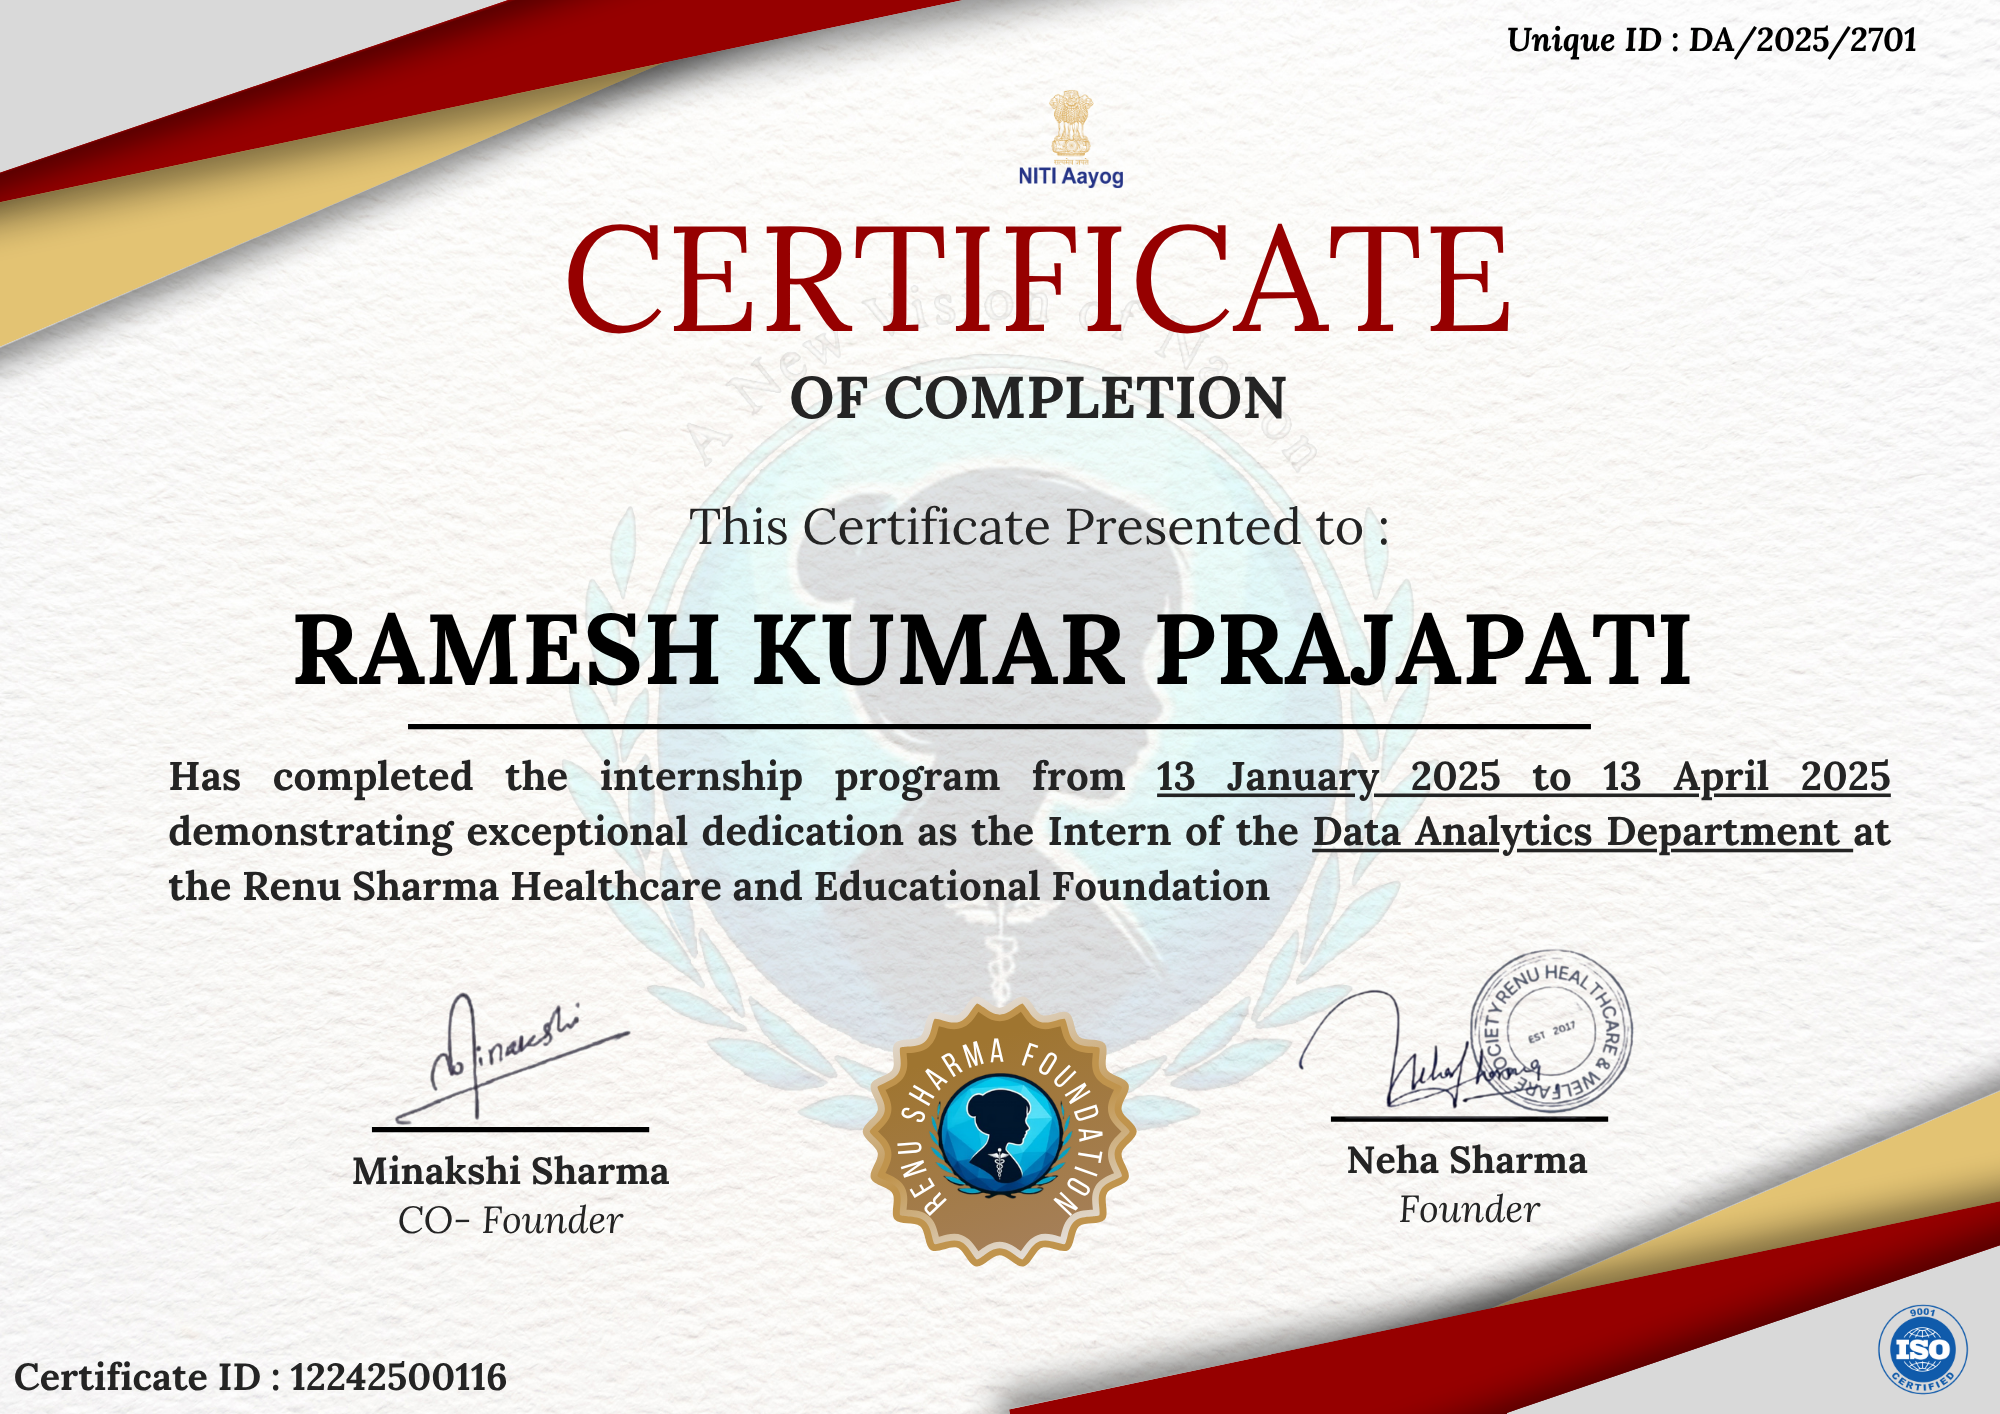 Unique ID : DA/2025/2701
सत्यमेव जयते
NITI Aayog
CERTIFICATE
A New Vision of Nation
OF COMPLETION
This Certificate Presented to :
RAMESH KUMAR PRAJAPATI
Has completed the internship program from 13 January 2025 to 13 April 2025
demonstrating exceptional dedication as the Intern of the Data Analytics Department at
the Renu Sharma Healthcare and Educational Foundation
Minakshi
Neha Sharma
RENU HEALTHCARE & WELFARE SOCIETY
EST 2017
RENU SHARMA FOUNDATION
Minakshi Sharma
CO- Founder
Neha Sharma
Founder
9001
ISO
CERTIFIED
Certificate ID : 12242500116